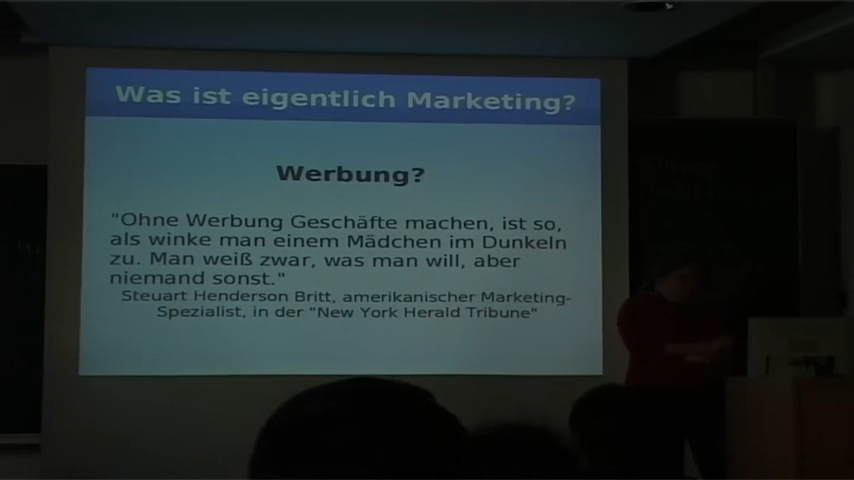 Was ist eigentlich Marketing?
Werbung?
"Ohne Werbung Geschäfte machen, ist so,
als winke man einem Mädchen im Dunkeln
zu. Man weiß zwar, was man will, aber
niemand sonst."
Steuart Henderson Britt, amerikanischer Marketing-
Spezialist, in der "New York Herald Tribune"